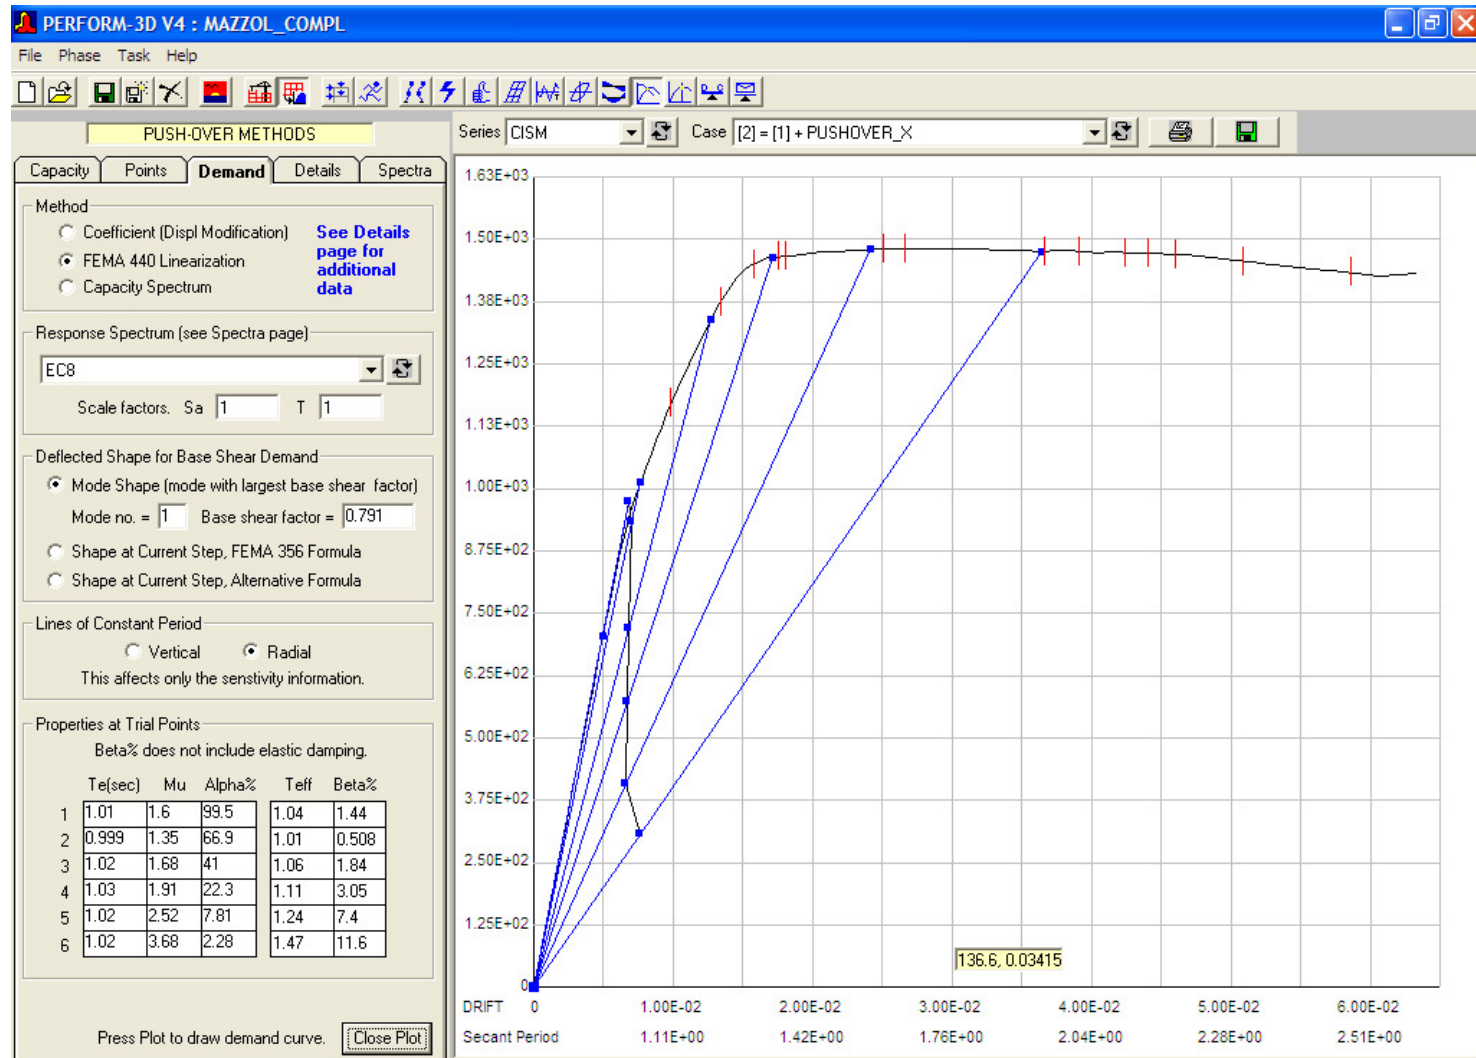 PERFORM-3D V4 : MAZZOL_COMPL
File Phase Task Help
PUSH-OVER METHODS
Series CISM Case [2] = [1] + PUSHOVER_X
Capacity Points Demand Details Spectra
Method
Coefficient (Displ Modification)
FEMA 440 Linearization
Capacity Spectrum
See Details
page for
additional
data
Response Spectrum (see Spectra page)
EC8
Scale factors. Sa 1 T 1
Deflected Shape for Base Shear Demand
Mode Shape (mode with largest base shear factor)
Mode no. = 1 Base shear factor = 0.791
Shape at Current Step, FEMA 356 Formula
Shape at Current Step, Alternative Formula
Lines of Constant Period
Vertical Radial
This affects only the senstivity information.
Properties at Trial Points
Beta% does not include elastic damping.
Te(sec) Mu Alpha% Teff Beta%
1 1.01 1.6 99.5 1.04 1.44
2 0.999 1.35 66.9 1.01 0.508
3 1.02 1.68 41 1.06 1.84
4 1.03 1.91 22.3 1.11 3.05
5 1.02 2.52 7.81 1.24 7.4
6 1.02 3.68 2.28 1.47 11.6
Press Plot to draw demand curve. Close Plot
1.63E+03
1.50E+03
1.38E+03
1.25E+03
1.13E+03
1.00E+03
8.75E+02
7.50E+02
6.25E+02
5.00E+02
3.75E+02
2.50E+02
1.25E+02
0
136.6, 0.03415
DRIFT 0 1.00E-02 2.00E-02 3.00E-02 4.00E-02 5.00E-02 6.00E-02
Secant Period 1.11E+00 1.42E+00 1.76E+00 2.04E+00 2.28E+00 2.51E+00